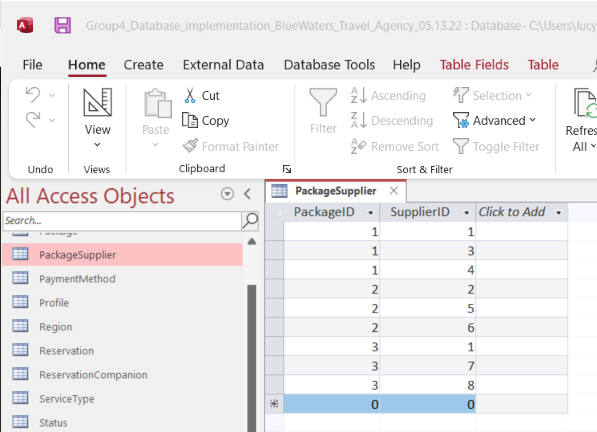 Group4_Database_implementation_BlueWaters_Travel_Agency_05.13.22 : Database- C:\Users\lucy
File Home Create External Data Database Tools Help Table Fields Table
View
Paste
Cut
Copy
Format Painter
Filter
Ascending
Descending
Remove Sort
Selection
Advanced
Toggle Filter
Refres
All
Undo Views Clipboard Sort & Filter
All Access Objects
Search...
Package
PackageSupplier
PaymentMethod
Profile
Region
Reservation
ReservationCompanion
ServiceType
Status
PackageSupplier
PackageID SupplierID Click to Add
1 1
1 3
1 4
2 2
2 5
2 6
3 1
3 7
3 8
0 0